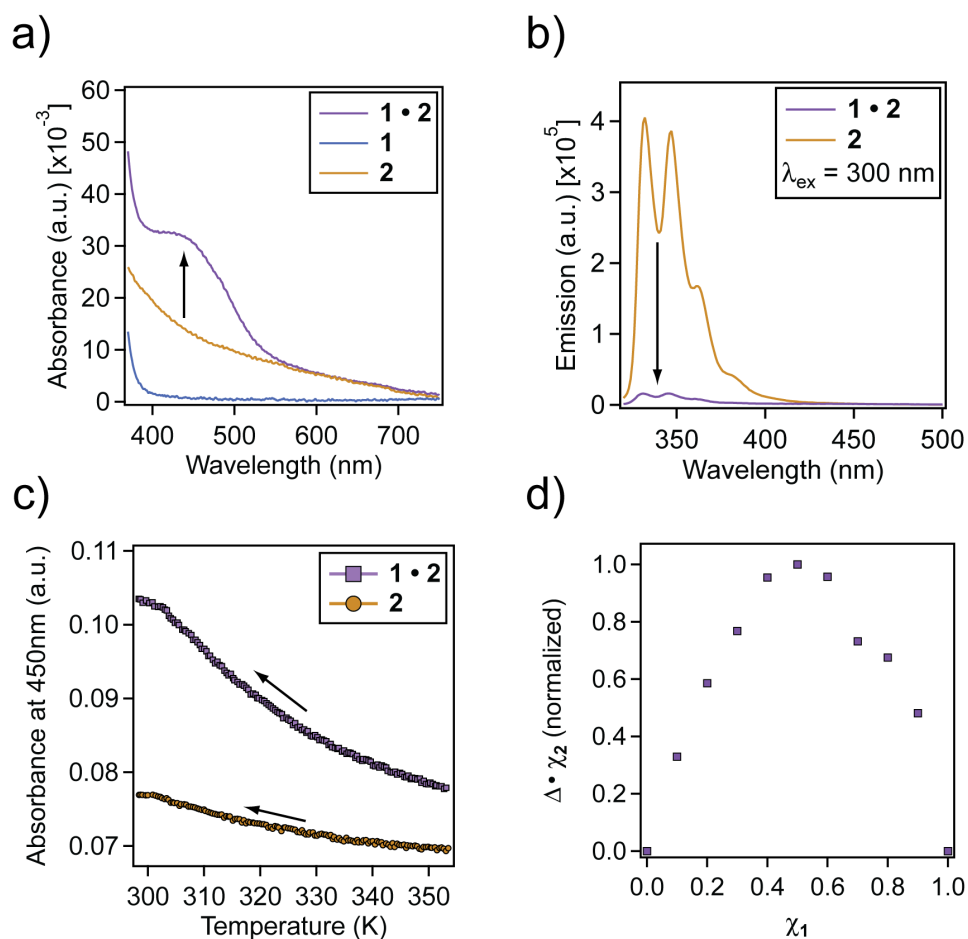 a)
Absorbance (a.u.) [x10⁻³]
60
50
40
30
20
10
0
1 • 2
1
2
400 500 600 700
Wavelength (nm)
b)
Emission (a.u.) [x10⁵]
4
2
0
1 • 2
2
λex = 300 nm
350 400 450 500
Wavelength (nm)
c)
Absorbance at 450nm (a.u.)
0.11
0.10
0.09
0.08
0.07
1 • 2
2
300 310 320 330 340 350
Temperature (K)
d)
Δ • χ₂ (normalized)
1.0
0.8
0.6
0.4
0.2
0.0
0.0 0.2 0.4 0.6 0.8 1.0
χ₁